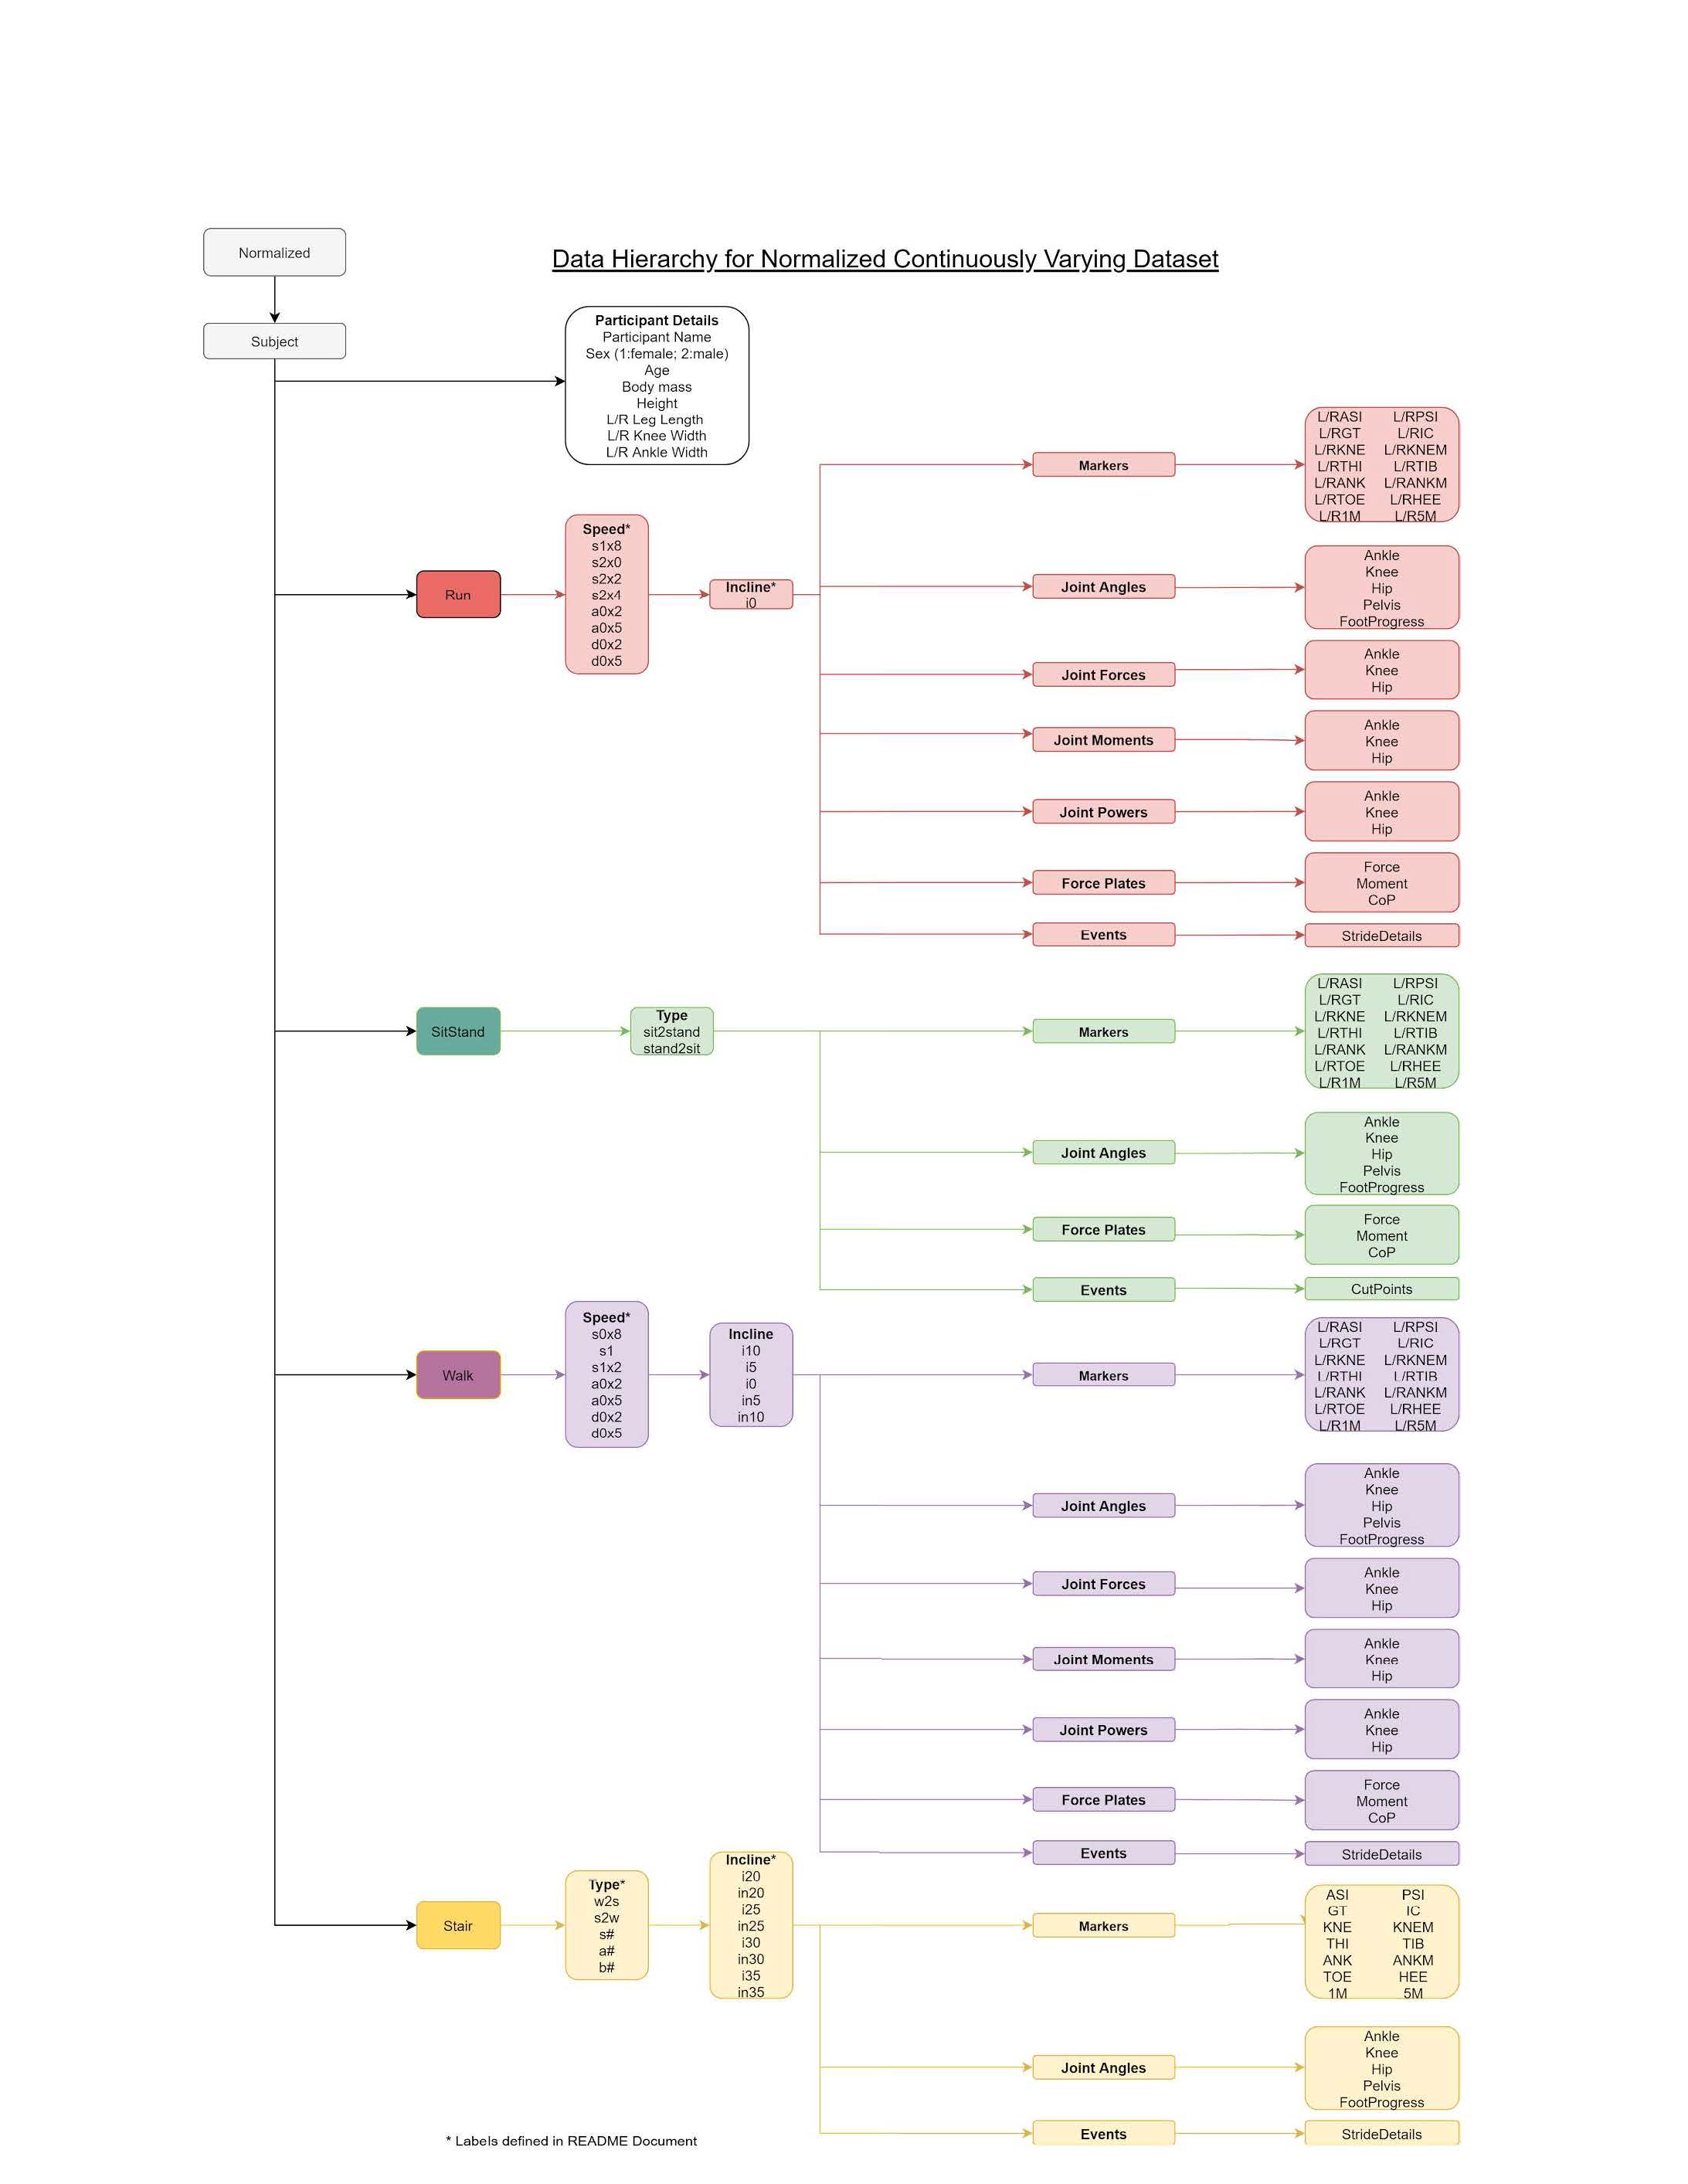 Normalized
Data Hierarchy for Normalized Continuously Varying Dataset
Subject
Participant Details
Participant Name
Sex (1:female; 2:male)
Age
Body mass
Height
L/R Leg Length
L/R Knee Width
L/R Ankle Width
Run
Speed*
s1x8
s2x0
s2x2
s2x4
a0x2
a0x5
d0x2
d0x5
Incline*
i0
Markers
L/RASI L/RPSI
L/RGT L/RIC
L/RKNE L/RKNEM
L/RTHI L/RTIB
L/RANK L/RANKM
L/RTOE L/RHEE
L/R1M L/R5M
Joint Angles
Ankle
Knee
Hip
Pelvis
FootProgress
Joint Forces
Ankle
Knee
Hip
Joint Moments
Ankle
Knee
Hip
Joint Powers
Ankle
Knee
Hip
Force Plates
Force
Moment
CoP
Events
StrideDetails
SitStand
Type
sit2stand
stand2sit
Markers
L/RASI L/RPSI
L/RGT L/RIC
L/RKNE L/RKNEM
L/RTHI L/RTIB
L/RANK L/RANKM
L/RTOE L/RHEE
L/R1M L/R5M
Joint Angles
Ankle
Knee
Hip
Pelvis
FootProgress
Force Plates
Force
Moment
CoP
Events
CutPoints
Walk
Speed*
s0x8
s1
s1x2
a0x2
a0x5
d0x2
d0x5
Incline
i10
i5
i0
in5
in10
Markers
L/RASI L/RPSI
L/RGT L/RIC
L/RKNE L/RKNEM
L/RTHI L/RTIB
L/RANK L/RANKM
L/RTOE L/RHEE
L/R1M L/R5M
Joint Angles
Ankle
Knee
Hip
Pelvis
FootProgress
Joint Forces
Ankle
Knee
Hip
Joint Moments
Ankle
Knee
Hip
Joint Powers
Ankle
Knee
Hip
Force Plates
Force
Moment
CoP
Events
StrideDetails
Stair
Type*
w2s
s2w
s#
a#
b#
Incline*
i20
in20
i25
in25
i30
in30
i35
in35
Markers
ASI PSI
GT IC
KNE KNEM
THI TIB
ANK ANKM
TOE HEE
1M 5M
Joint Angles
Ankle
Knee
Hip
Pelvis
FootProgress
Events
StrideDetails
* Labels defined in README Document